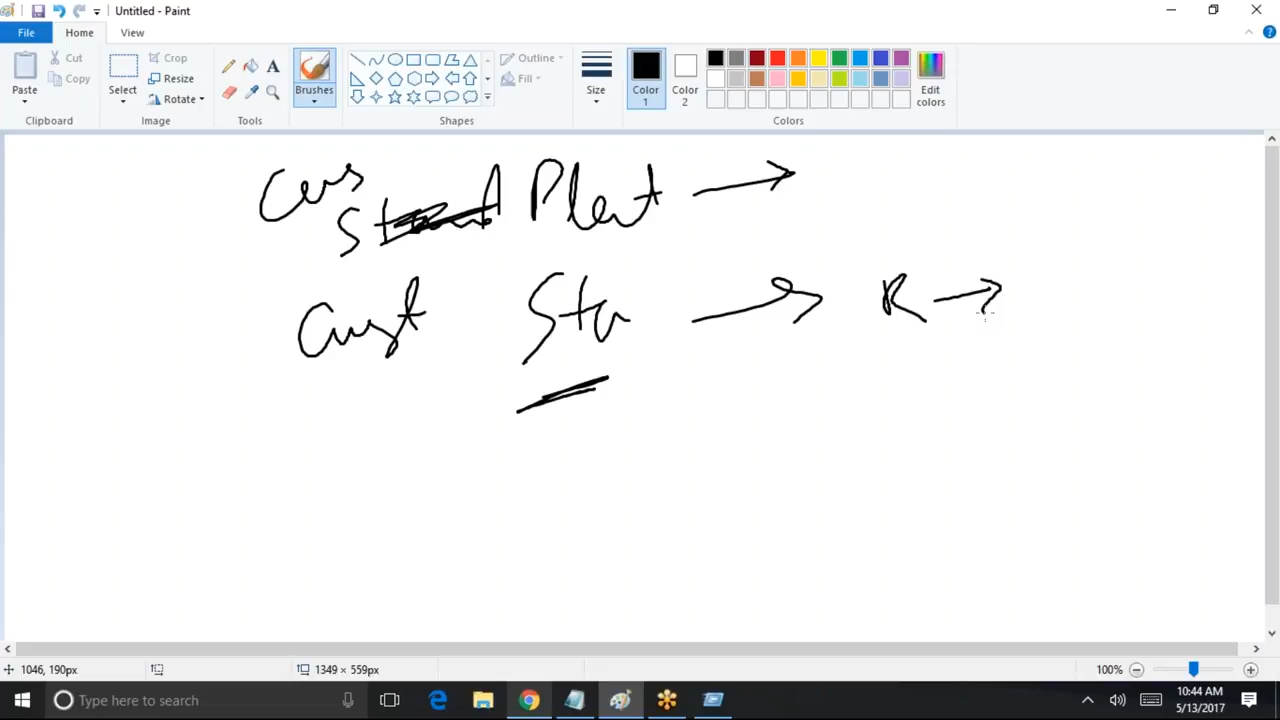 Untitled - Paint
File Home View
Paste Cut Copy Clipboard
Select Crop Resize Rotate Image
Tools
Brushes
Outline Fill Shapes
Size
Color 1 Color 2 Edit colors Colors
Cus Plant
Cust Sta R
1046, 190px 1349 × 559px 100%
Type here to search 10:44 AM
5/13/2017